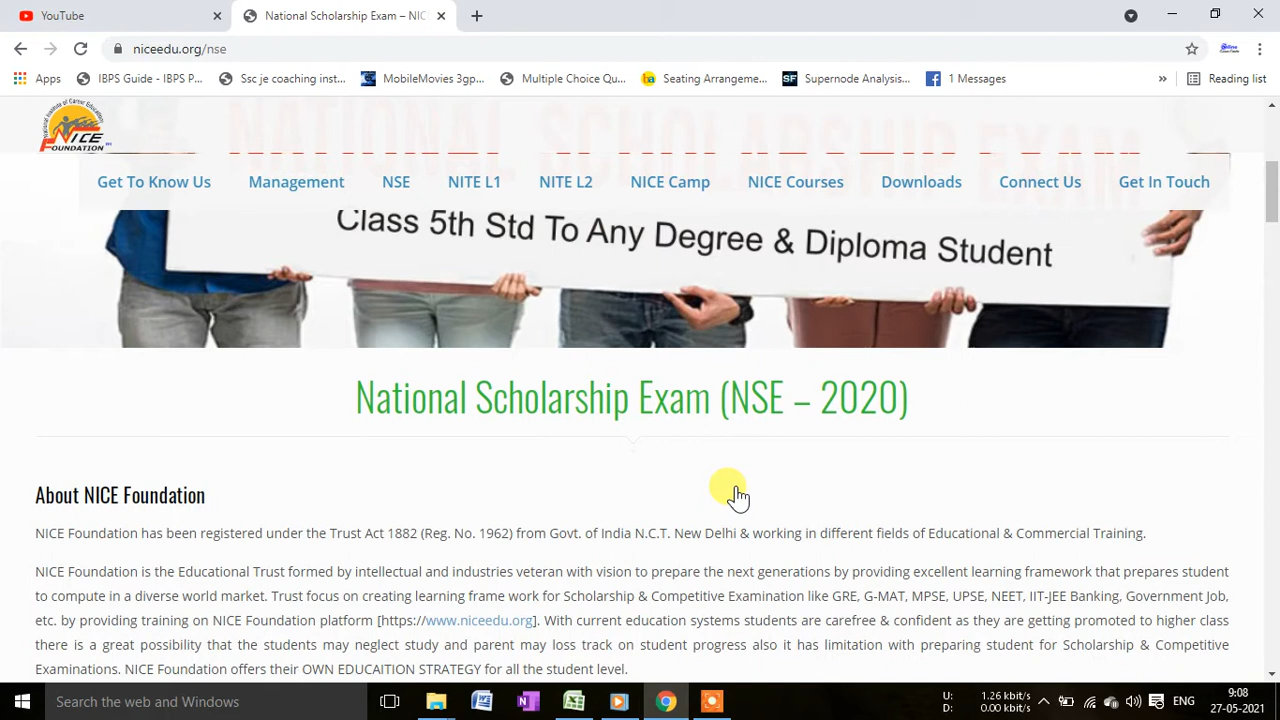 YouTube
National Scholarship Exam – NIC
niceedu.org/nse
Apps
IBPS Guide - IBPS P...
Ssc je coaching inst...
MobileMovies 3gp...
Multiple Choice Qu...
Seating Arrangeme...
Supernode Analysis...
1 Messages
»
Reading list
NATIONAL SCHOLARSHIP EXAM
National Institute of Career Education
NICE
FOUNDATION
Get To Know Us
Management
NSE
NITE L1
NITE L2
NICE Camp
NICE Courses
Downloads
Connect Us
Get In Touch
Class 5th Std To Any Degree & Diploma Student
National Scholarship Exam (NSE – 2020)
About NICE Foundation
NICE Foundation has been registered under the Trust Act 1882 (Reg. No. 1962) from Govt. of India N.C.T. New Delhi & working in different fields of Educational & Commercial Training.
NICE Foundation is the Educational Trust formed by intellectual and industries veteran with vision to prepare the next generations by providing excellent learning framework that prepares student
to compute in a diverse world market. Trust focus on creating learning frame work for Scholarship & Competitive Examination like GRE, G-MAT, MPSE, UPSE, NEET, IIT-JEE Banking, Government Job,
etc. by providing training on NICE Foundation platform [https://www.niceedu.org]. With current education systems students are carefree & confident as they are getting promoted to higher class
there is a great possibility that the students may neglect study and parent may loss track on student progress also it has limitation with preparing student for Scholarship & Competitive
Examinations. NICE Foundation offers their OWN EDUCAITION STRATEGY for all the student level.
Search the web and Windows
U: 1.26 kbit/s
D: 0.00 kbit/s
ENG
9:08
27-05-2021